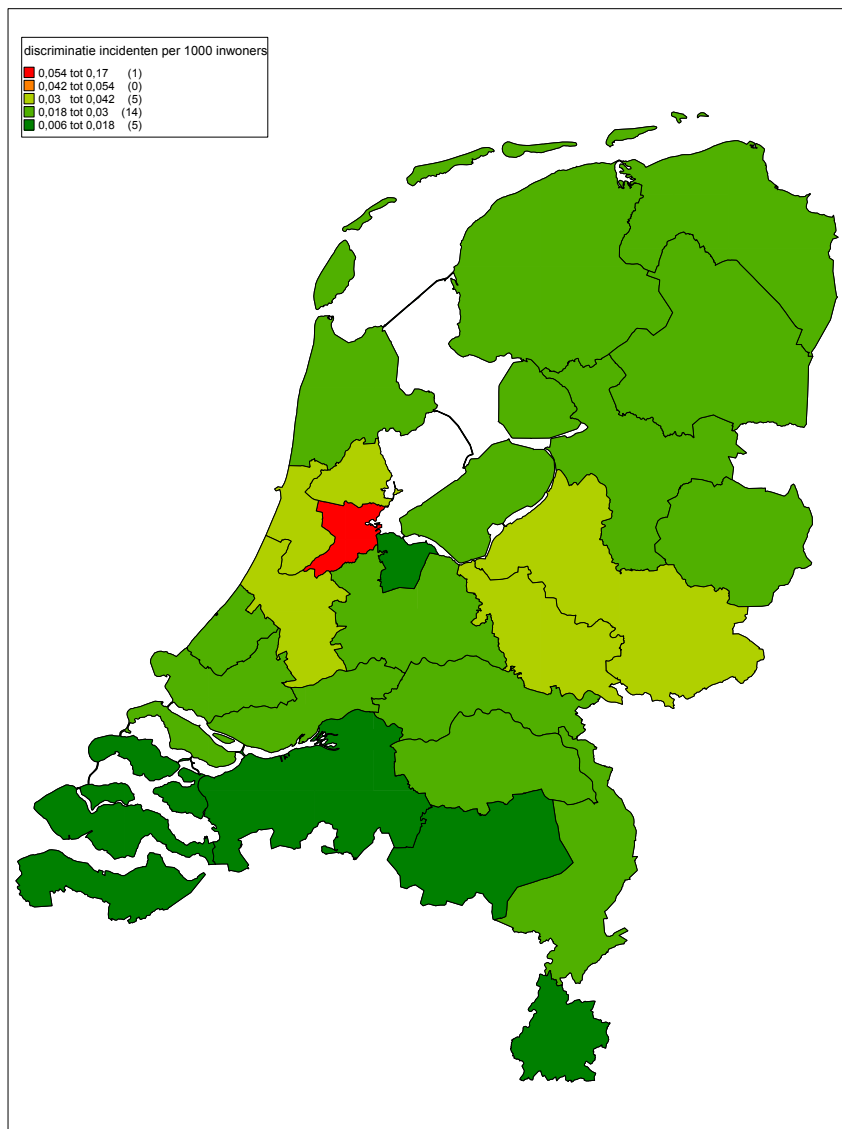 discriminatie incidenten per 1000 inwoners
0,054 tot 0,17 (1)
0,042 tot 0,054 (0)
0,03 tot 0,042 (5)
0,018 tot 0,03 (14)
0,006 tot 0,018 (5)